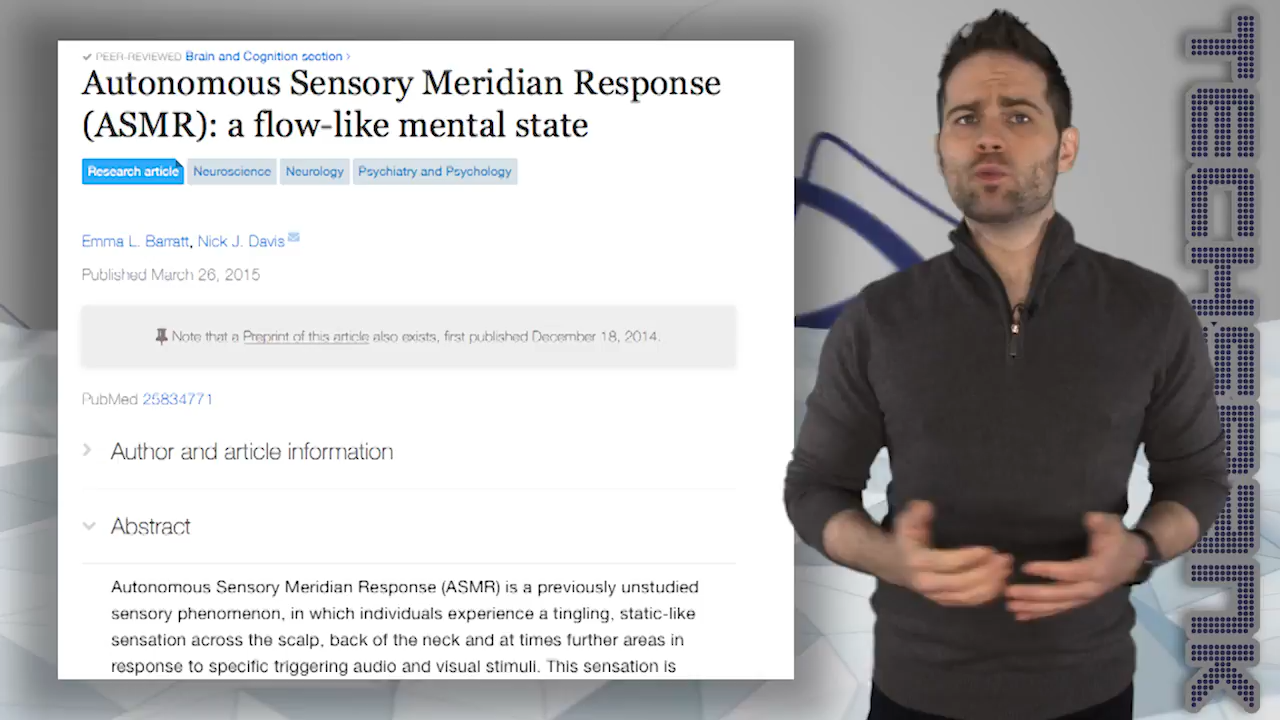 PEER-REVIEWED Brain and Cognition section ›
Autonomous Sensory Meridian Response
(ASMR): a flow-like mental state
Research article Neuroscience Neurology Psychiatry and Psychology
Emma L. Barratt, Nick J. Davis
Published March 26, 2015
Note that a Preprint of this article also exists, first published December 18, 2014.
PubMed 25834771
Author and article information
Abstract
Autonomous Sensory Meridian Response (ASMR) is a previously unstudied
sensory phenomenon, in which individuals experience a tingling, static-like
sensation across the scalp, back of the neck and at times further areas in
response to specific triggering audio and visual stimuli. This sensation is